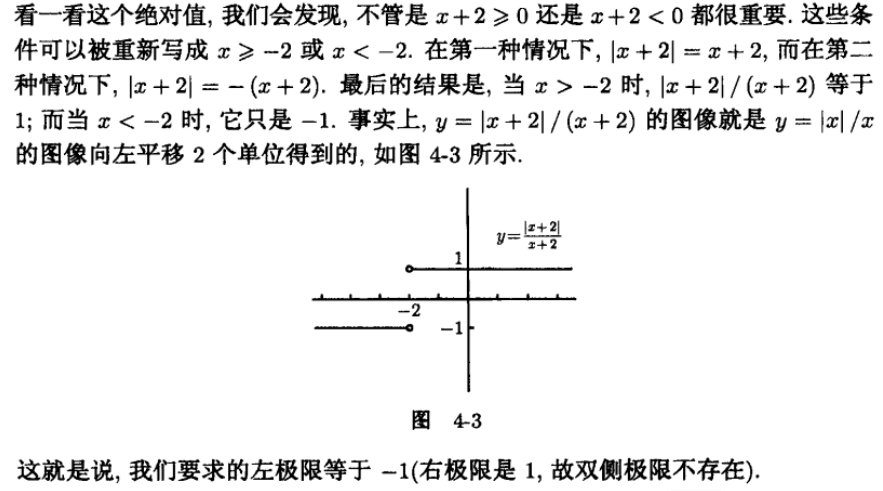 看一看这个绝对值, 我们会发现, 不管是 x + 2 ⩾ 0 还是 x + 2 < 0 都很重要. 这些条
件可以被重新写成 x ⩾ −2 或 x < −2. 在第一种情况下, |x + 2| = x + 2, 而在第二
种情况下, |x + 2| = − (x + 2). 最后的结果是, 当 x > −2 时, |x + 2| / (x + 2) 等于
1; 而当 x < −2 时, 它只是 −1. 事实上, y = |x + 2| / (x + 2) 的图像就是 y = |x| /x
的图像向左平移 2 个单位得到的, 如图 4-3 所示.
y=|x+2|/x+2
1
−2
−1
图 4-3
这就是说, 我们要求的左极限等于 −1(右极限是 1, 故双侧极限不存在).